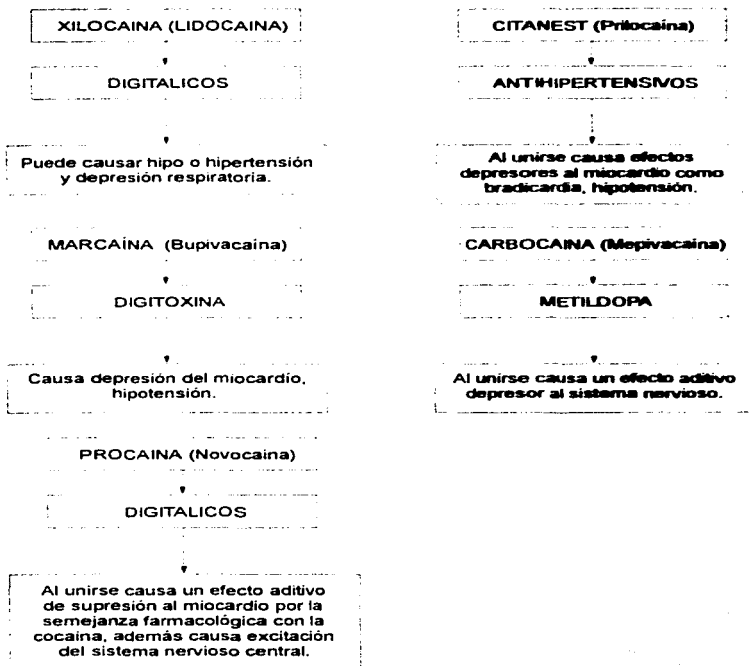 XILOCAINA (LIDOCAINA)
DIGITALICOS
Puede causar hipo o hipertensión
y depresión respiratoria.
MARCAÍNA (Bupivacaina)
DIGITOXINA
Causa depresión del miocardio,
hipotensión.
PROCAINA (Novocaina)
DIGITALICOS
Al unirse causa un efecto aditivo
de supresión al miocardio por la
semejanza farmacológica con la
cocaina, además causa excitación
del sistema nervioso central.
CITANEST (Prilocaína)
ANTIHIPERTENSIVOS
Al unirse causa efectos
depresores al miocardio como
bradicardia, hipotensión.
CARBOCAINA (Mepivacaína)
METILDOPA
Al unirse causa un efecto aditivo
depresor al sistema nervioso.